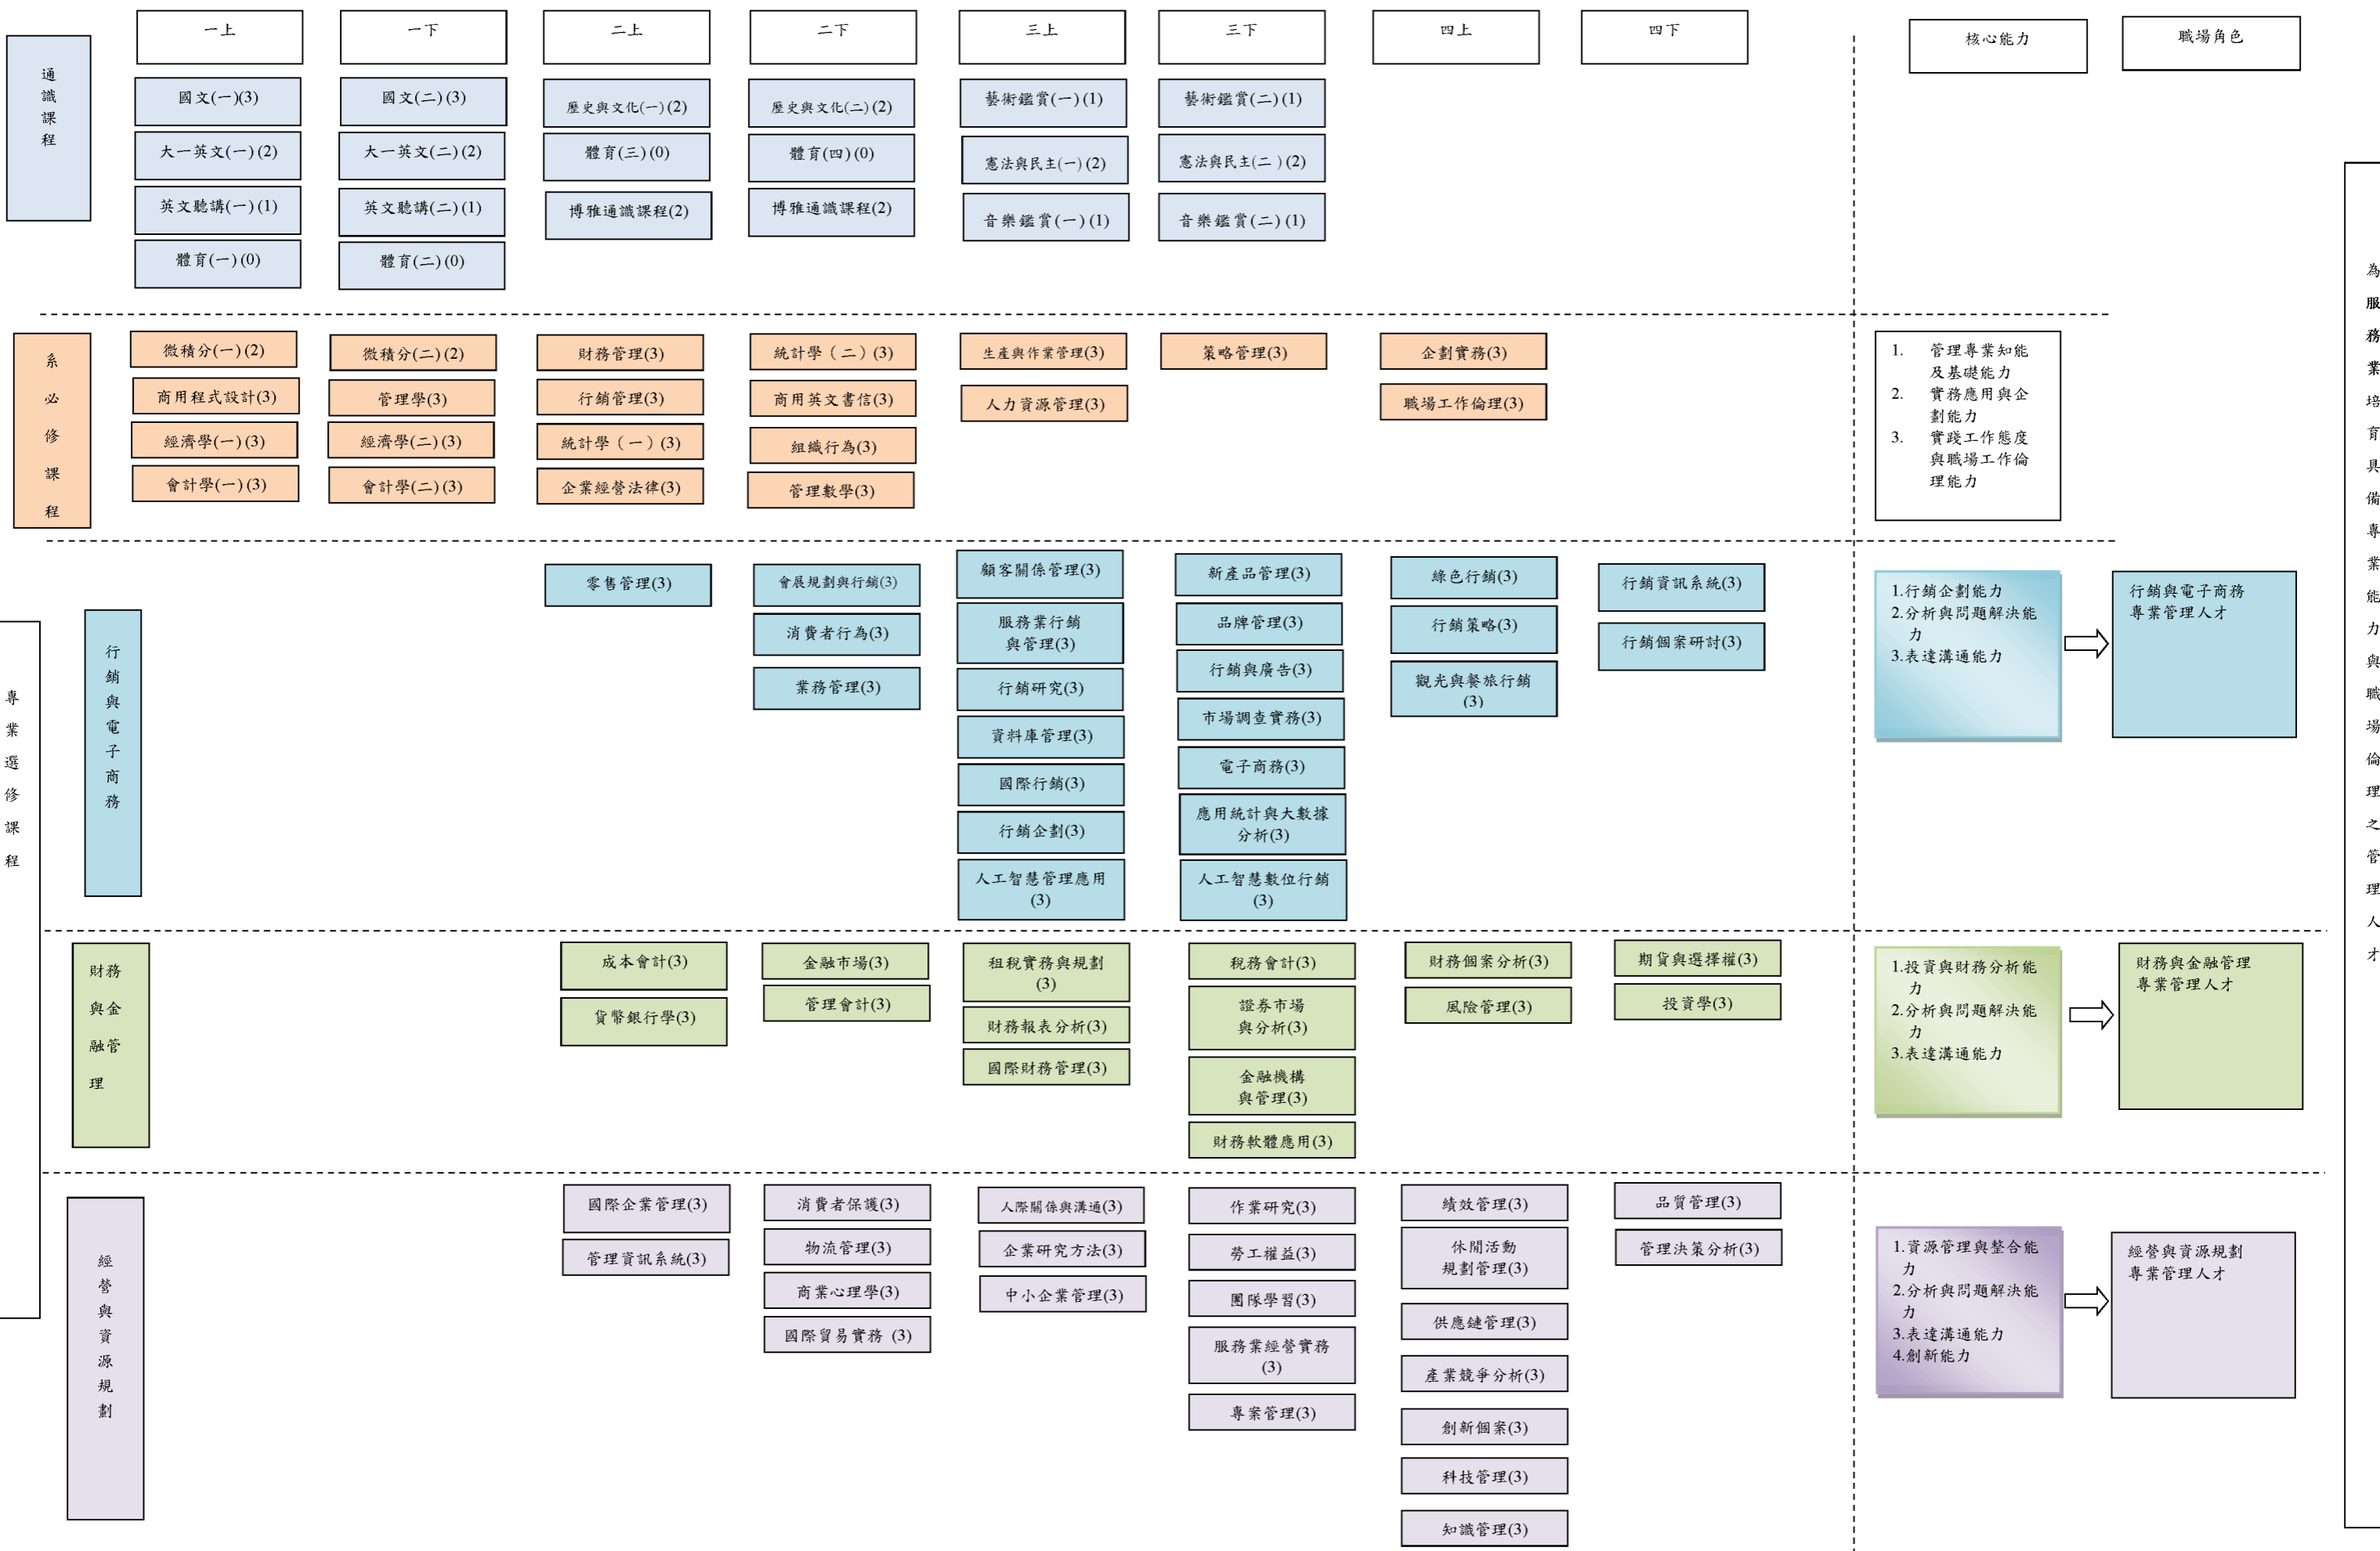 一上
一下
二上
二下
三上
三下
四上
四下
核心能力
職場角色
通
識
課
程
國文(一)(3)
國文(二)(3)
歷史與文化(一)(2)
歷史與文化(二)(2)
藝術鑑賞(一)(1)
藝術鑑賞(二)(1)
大一英文(一)(2)
大一英文(二)(2)
體育(三)(0)
體育(四)(0)
憲法與民主(一)(2)
憲法與民主(二 )(2)
英文聽講(一)(1)
英文聽講(二)(1)
博雅通識課程(2)
博雅通識課程(2)
音樂鑑賞(一)(1)
音樂鑑賞(二)(1)
體育(一)(0)
體育(二)(0)
系
必
修
課
程
微積分(一)(2)
微積分(二)(2)
財務管理(3)
統計學（二）(3)
生產與作業管理(3)
策略管理(3)
企劃實務(3)
商用程式設計(3)
管理學(3)
行銷管理(3)
商用英文書信(3)
人力資源管理(3)
職場工作倫理(3)
經濟學(一)(3)
經濟學(二)(3)
統計學（一）(3)
組織行為(3)
會計學(一)(3)
會計學(二)(3)
企業經營法律(3)
管理數學(3)
1. 管理專業知能
及基礎能力
2. 實務應用與企
劃能力
3. 實踐工作態度
與職場工作倫
理能力
專
業
選
修
課
程
行
銷
與
電
子
商
務
零售管理(3)
會展規劃與行銷(3)
消費者行為(3)
業務管理(3)
顧客關係管理(3)
服務業行銷
與管理(3)
行銷研究(3)
資料庫管理(3)
國際行銷(3)
行銷企劃(3)
人工智慧管理應用
(3)
新產品管理(3)
品牌管理(3)
行銷與廣告(3)
市場調查實務(3)
電子商務(3)
應用統計與大數據
分析(3)
人工智慧數位行銷
(3)
綠色行銷(3)
行銷策略(3)
觀光與餐旅行銷
(3)
行銷資訊系統(3)
行銷個案研討(3)
1.行銷企劃能力
2.分析與問題解決能
力
3.表達溝通能力
行銷與電子商務
專業管理人才
財務
與金
融管
理
成本會計(3)
貨幣銀行學(3)
金融市場(3)
管理會計(3)
租稅實務與規劃
(3)
財務報表分析(3)
國際財務管理(3)
稅務會計(3)
證券市場
與分析(3)
金融機構
與管理(3)
財務軟體應用(3)
財務個案分析(3)
風險管理(3)
期貨與選擇權(3)
投資學(3)
1.投資與財務分析能
力
2.分析與問題解決能
力
3.表達溝通能力
財務與金融管理
專業管理人才
經
營
與
資
源
規
劃
國際企業管理(3)
管理資訊系統(3)
消費者保護(3)
物流管理(3)
商業心理學(3)
國際貿易實務 (3)
人際關係與溝通(3)
企業研究方法(3)
中小企業管理(3)
作業研究(3)
勞工權益(3)
團隊學習(3)
服務業經營實務
(3)
專案管理(3)
績效管理(3)
休閒活動
規劃管理(3)
供應鏈管理(3)
產業競爭分析(3)
創新個案(3)
科技管理(3)
知識管理(3)
品質管理(3)
管理決策分析(3)
1.資源管理與整合能
力
2.分析與問題解決能
力
3.表達溝通能力
4.創新能力
經營與資源規劃
專業管理人才
為
服
務
業
培
育
具
備
專
業
能
力
與
職
場
倫
理
之
管
理
人
才